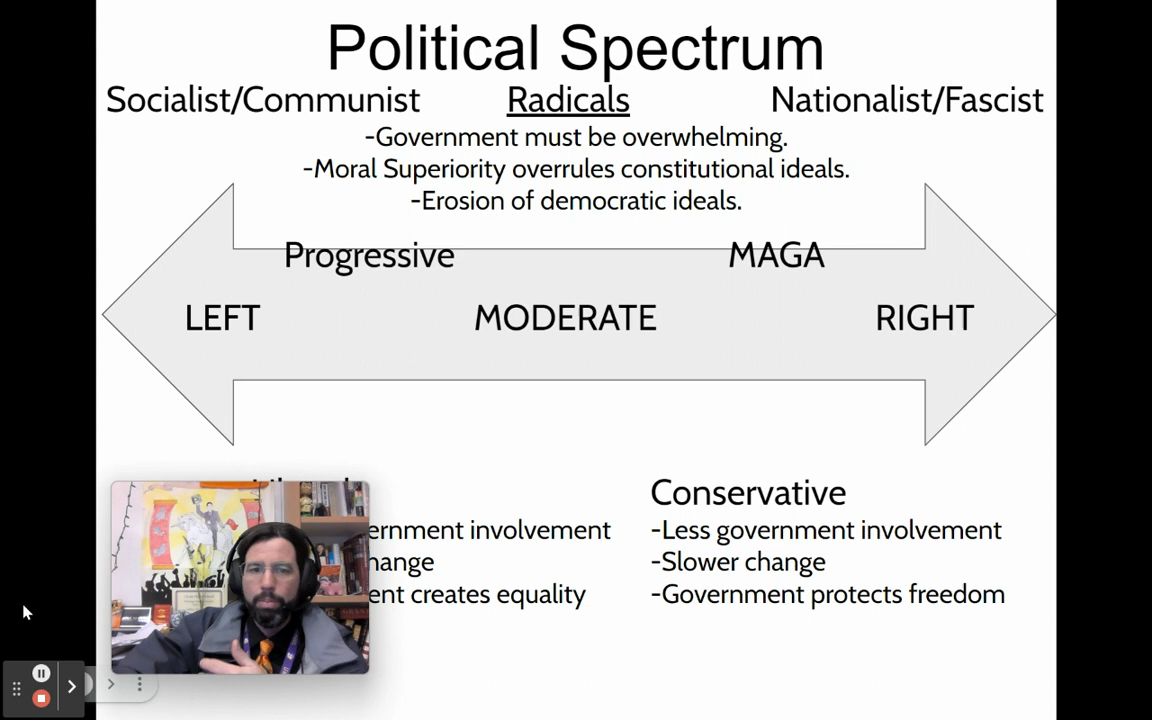 Political Spectrum
Socialist/Communist Radicals Nationalist/Fascist
-Government must be overwhelming.
-Moral Superiority overrules constitutional ideals.
-Erosion of democratic ideals.
Progressive MAGA
LEFT MODERATE RIGHT
Conservative
ernment involvement -Less government involvement
hange -Slower change
ent creates equality -Government protects freedom